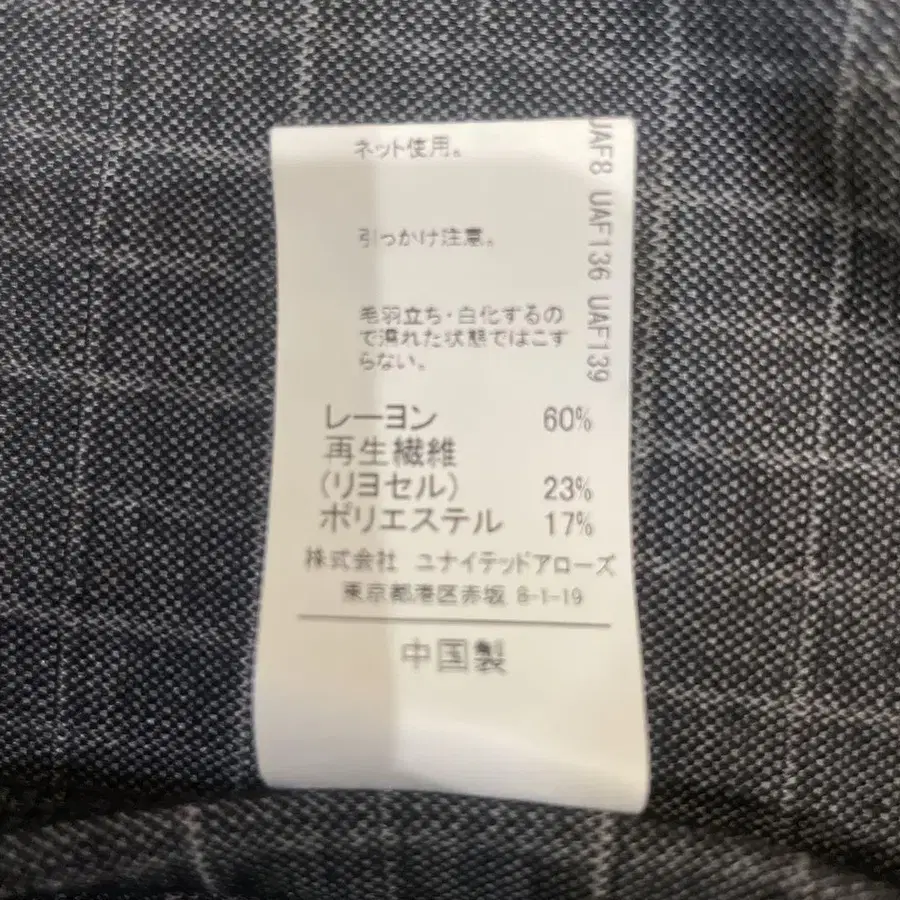 ネット使用。
引っかけ注意。
毛羽立ち・白化するの
で濡れた状態ではこす
らない。
レーヨン 60%
再生繊維
(リヨセル) 23%
ポリエステル 17%
株式会社 ユナイテッドアローズ
東京都港区赤坂 8-1-19
中国製
UAF8 UAF136 UAF139